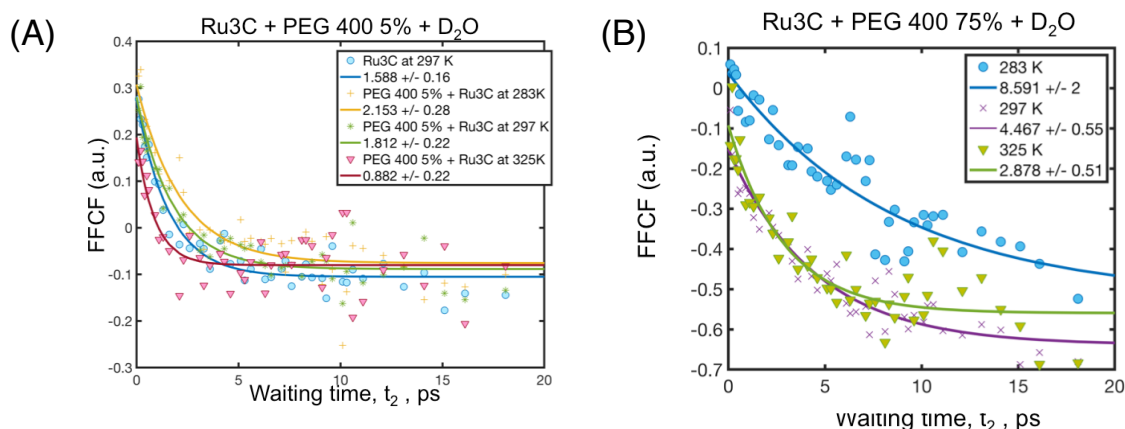 (A)
Ru3C + PEG 400 5% + D₂O
FFCF (a.u.)
0.4
0.3
0.2
0.1
0
-0.1
-0.2
-0.3
Ru3C at 297 K
1.588 +/- 0.16
PEG 400 5% + Ru3C at 283K
2.153 +/- 0.28
PEG 400 5% + Ru3C at 297 K
1.812 +/- 0.22
PEG 400 5% + Ru3C at 325K
0.882 +/- 0.22
0 5 10 15 20
Waiting time, t₂ , ps
(B)
Ru3C + PEG 400 75% + D₂O
FFCF (a.u.)
0.1
0
-0.1
-0.2
-0.3
-0.4
-0.5
-0.6
-0.7
283 K
8.591 +/- 2
297 K
4.467 +/- 0.55
325 K
2.878 +/- 0.51
0 5 10 15 20
Waiting time, t₂ , ps